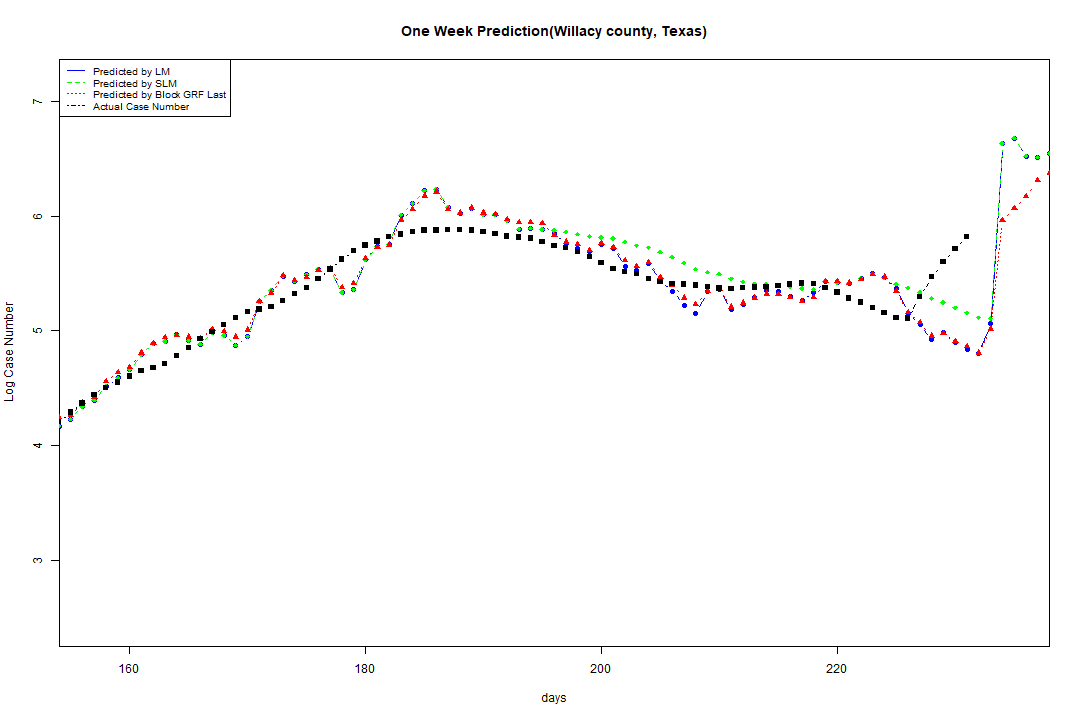 One Week Prediction(Willacy county, Texas)
Predicted by LM
Predicted by SLM
Predicted by Block GRF Last
Actual Case Number
7
6
5
4
3
Log Case Number
160
180
200
220
days